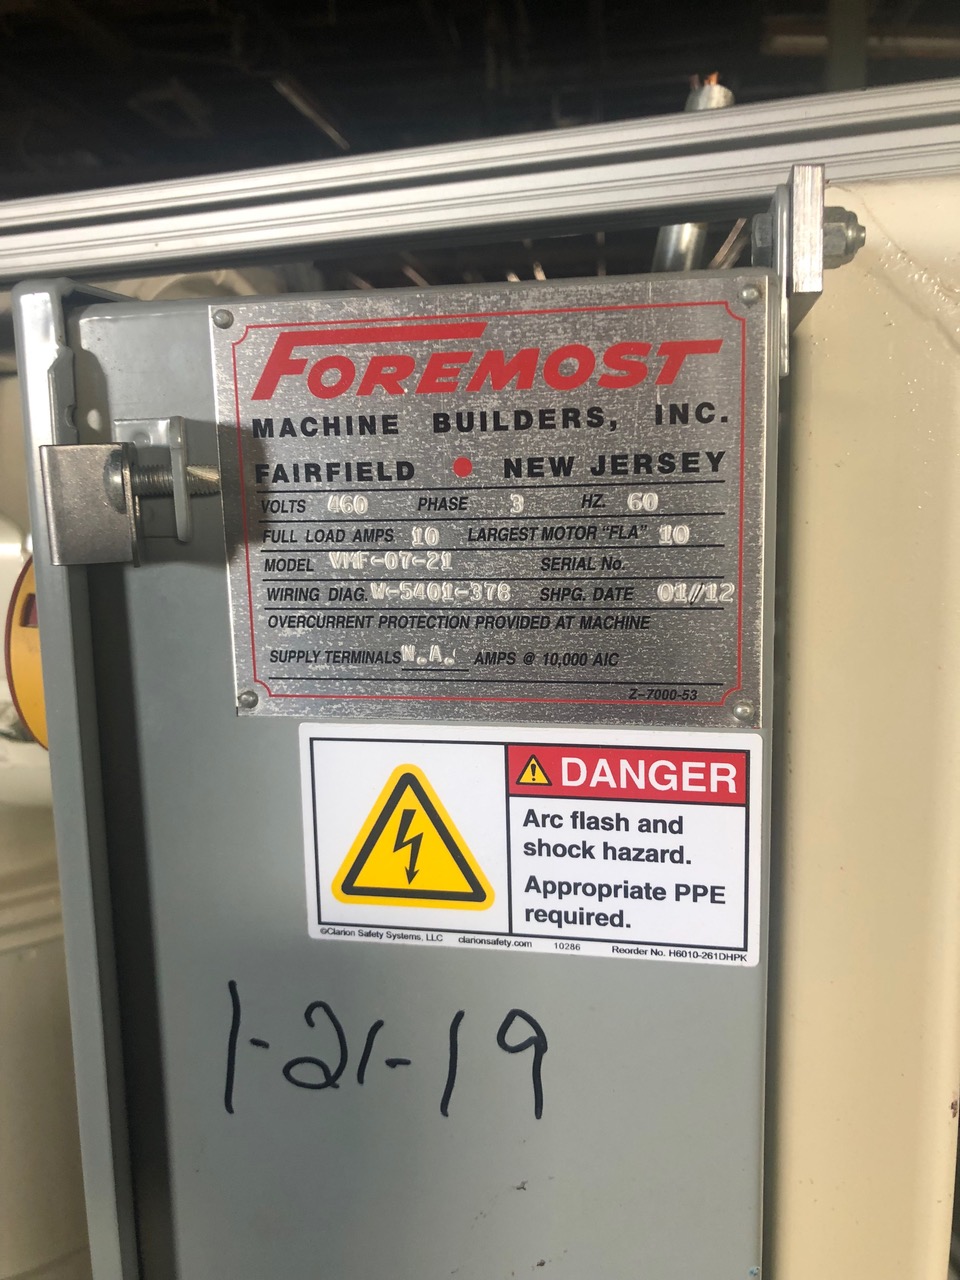 FOREMOST
MACHINE BUILDERS, INC.
FAIRFIELD • NEW JERSEY
VOLTS 460 PHASE 3 HZ. 60
FULL LOAD AMPS 10 LARGEST MOTOR "FLA" 10
MODEL VMF-07-21 SERIAL No.
WIRING DIAG. W-5401-378 SHPG. DATE 01/12
OVERCURRENT PROTECTION PROVIDED AT MACHINE
SUPPLY TERMINALS N.A. AMPS @ 10,000 AIC
Z-7000-53
DANGER
Arc flash and
shock hazard.
Appropriate PPE
required.
©Clarion Safety Systems, LLC clarionsafety.com 10286 Reorder No. H6010-261DHPK
1-21-19